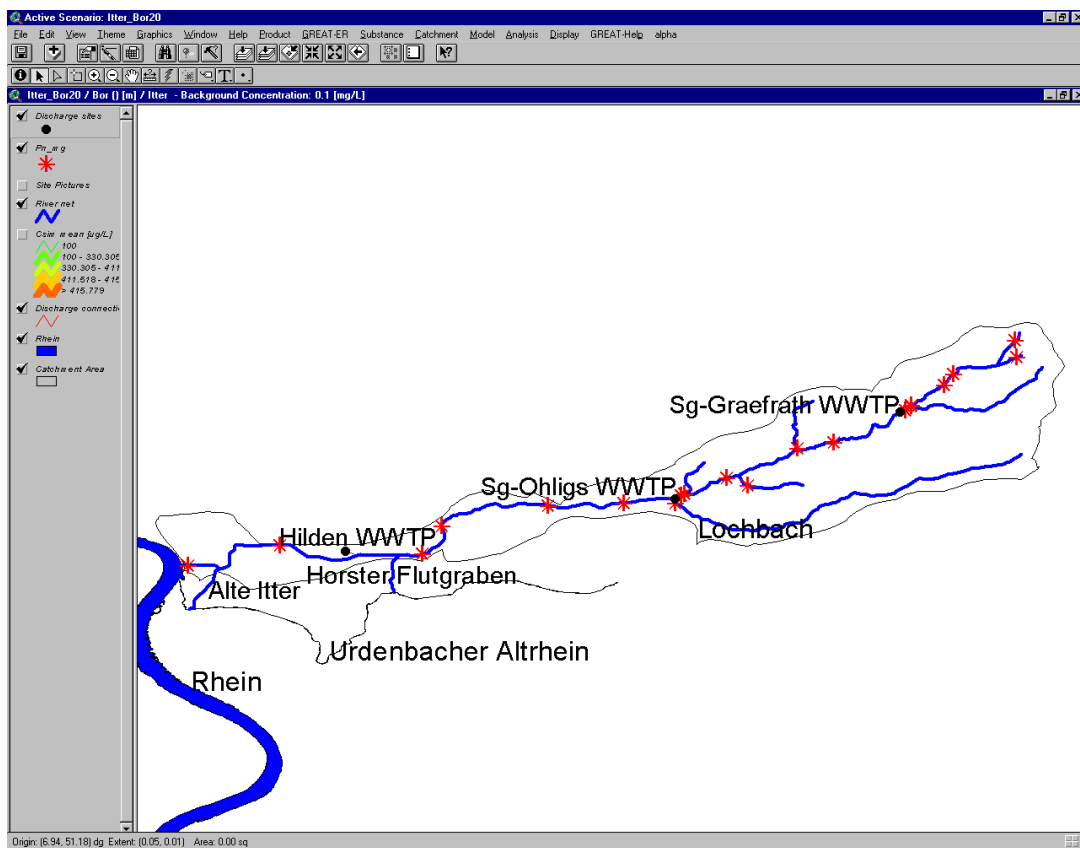 Active Scenario: Itter_Bor20
File Edit View Theme Graphics Window Help Product GREAT-ER Substance Catchment Model Analysis Display GREAT-Help alpha
Itter_Bor20 / Bor () [m] / Itter - Background Concentration: 0.1 [mg/L]
Discharge sites
Pn_mg
Site Pictures
River net
Csim mean [ug/L]
100
100 - 330.305
330.305 - 411
411.518 - 415
> 415.779
Discharge connecti
Rhein
Catchment Area
Sg-Graefrath WWTP
Sg-Ohligs WWTP
Lochbach
Hilden WWTP
Horster Flutgraben
Alte Itter
Urdenbacher Altrhein
Rhein
Origin: (6.94, 51.18) dg Extent: (0.05, 0.01) Area: 0.00 sq